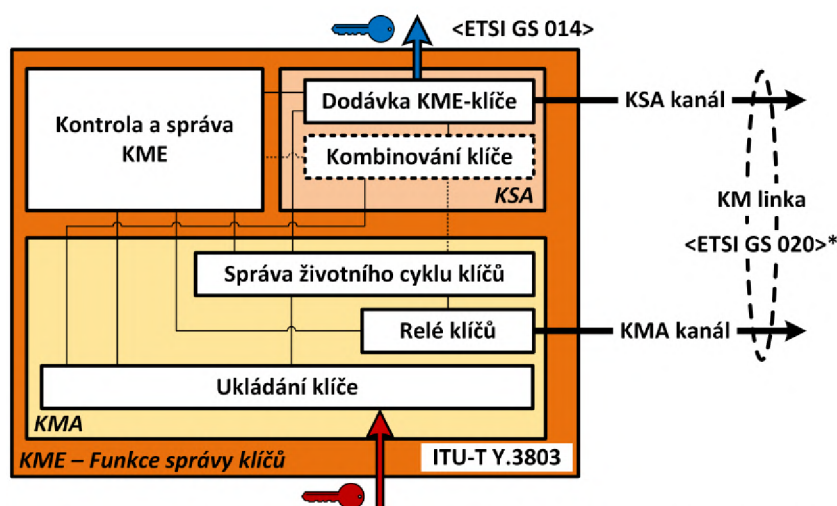 <ETSI GS 014>
Kontrola a správa
KME
Dodávka KME-klíče
Kombinování klíče
KSA
KSA kanál
KM linka
<ETSI GS 020>*
Správa životního cyklu klíčů
Relé klíčů
KMA kanál
Ukládání klíče
KMA
KME – Funkce správy klíčů
ITU-T Y.3803